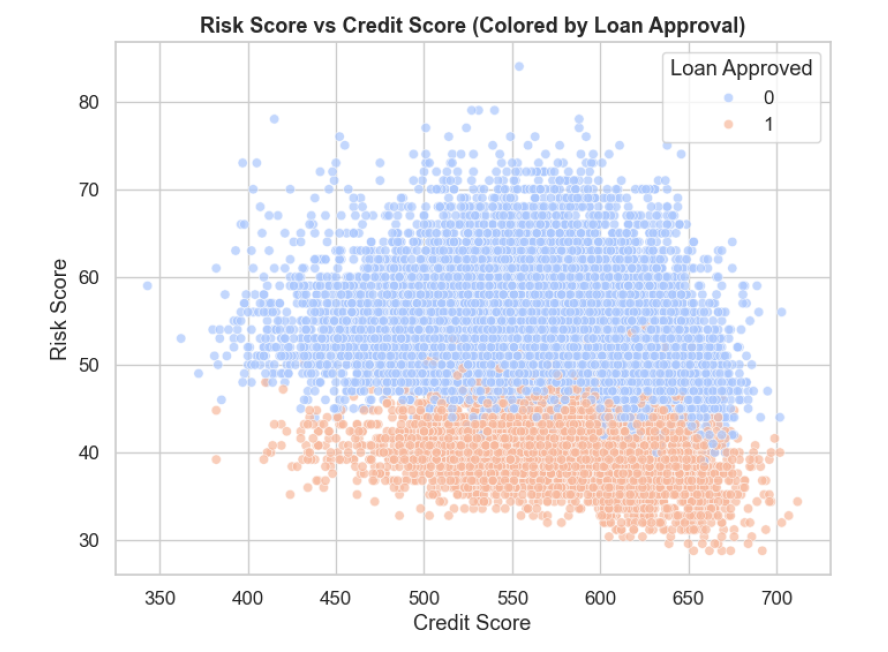 Risk Score vs Credit Score (Colored by Loan Approval)
Loan Approved
0
1
80
70
60
50
40
30
Risk Score
350 400 450 500 550 600 650 700
Credit Score